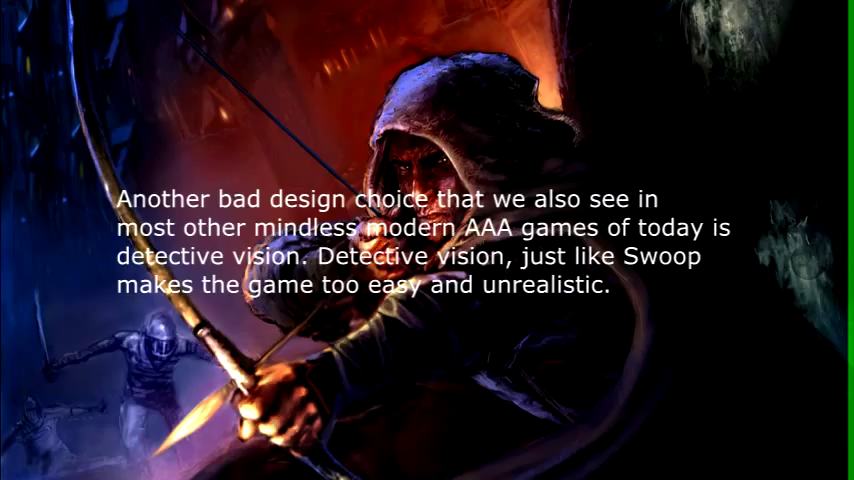 Another bad design choice that we also see in
most other mindless modern AAA games of today is
detective vision. Detective vision, just like Swoop
makes the game too easy and unrealistic.